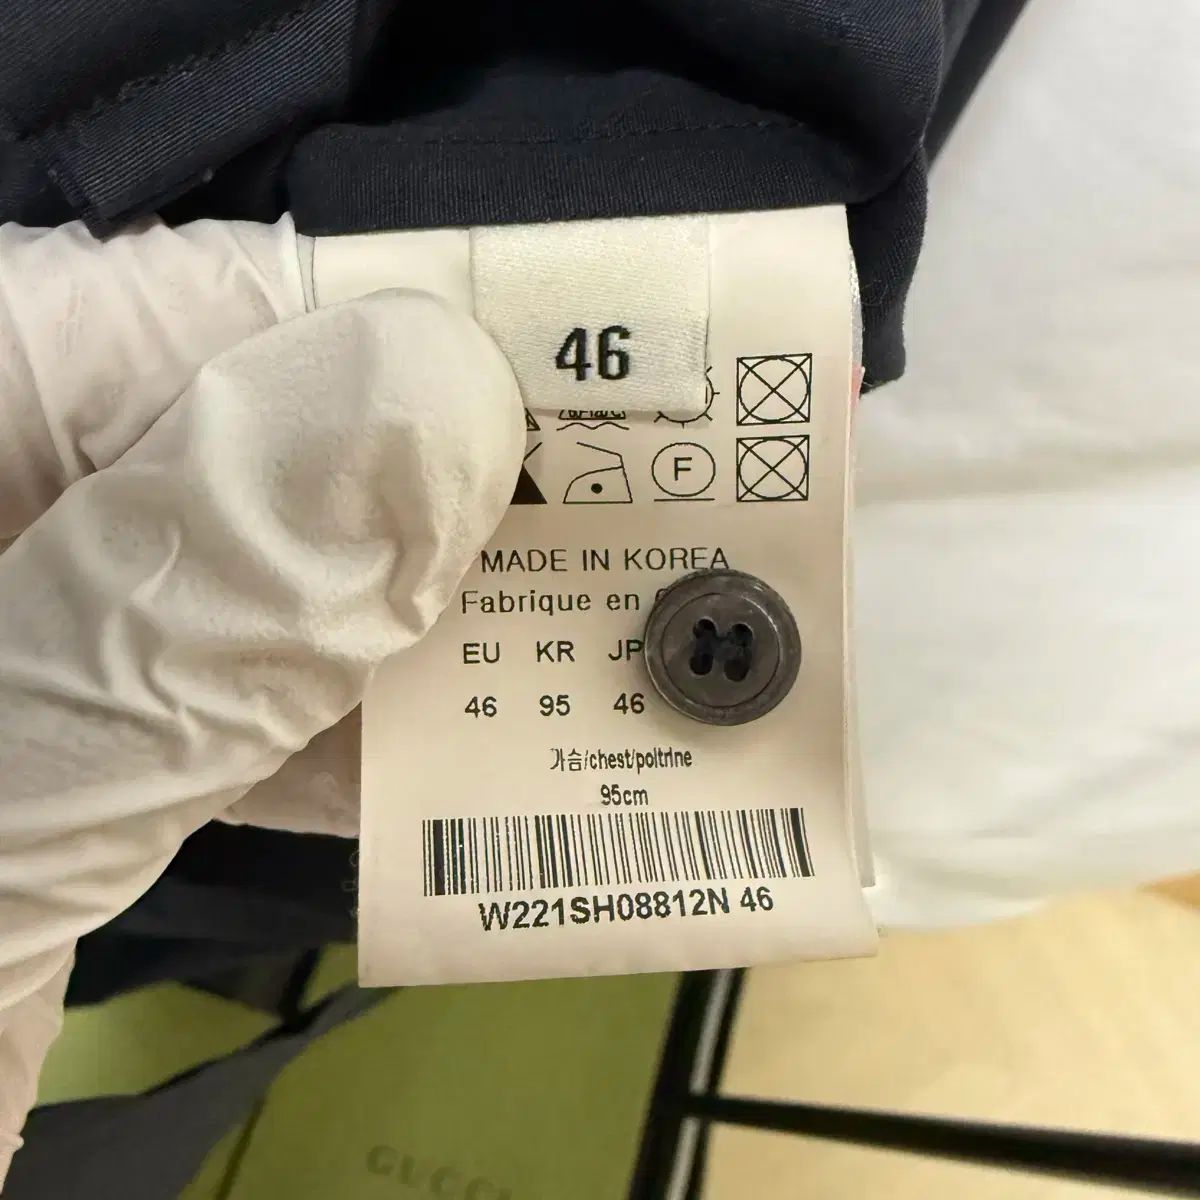 46
F
MADE IN KOREA
Fabrique en
EU KR JP
46 95 46
가슴/chest/poitrine
95cm
W221SH08812N 46
GUCCI